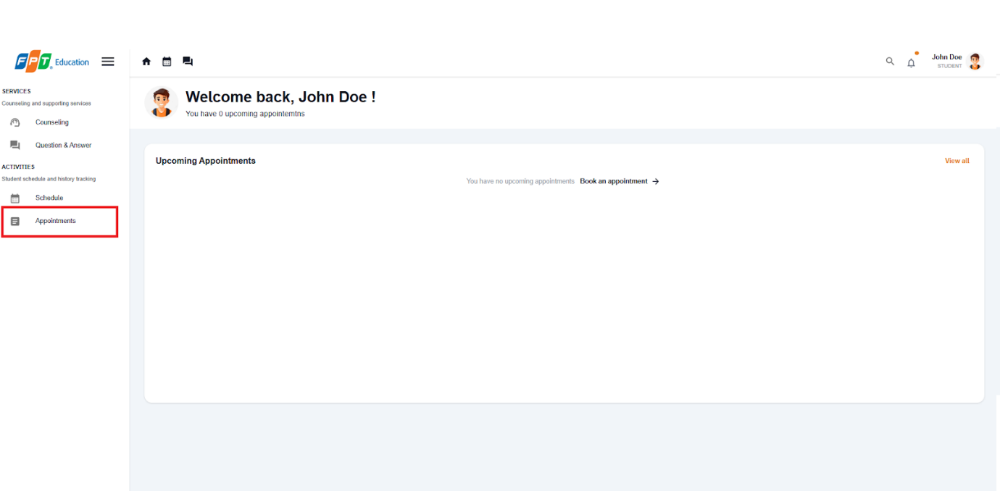 FPT Education
John Doe
STUDENT
SERVICES
Counseling and supporting services
Counseling
Question & Answer
ACTIVITIES
Student schedule and history tracking
Schedule
Appointments
Welcome back, John Doe !
You have 0 upcoming appointemtns
Upcoming Appointments
View all
You have no upcoming appointments Book an appointment →